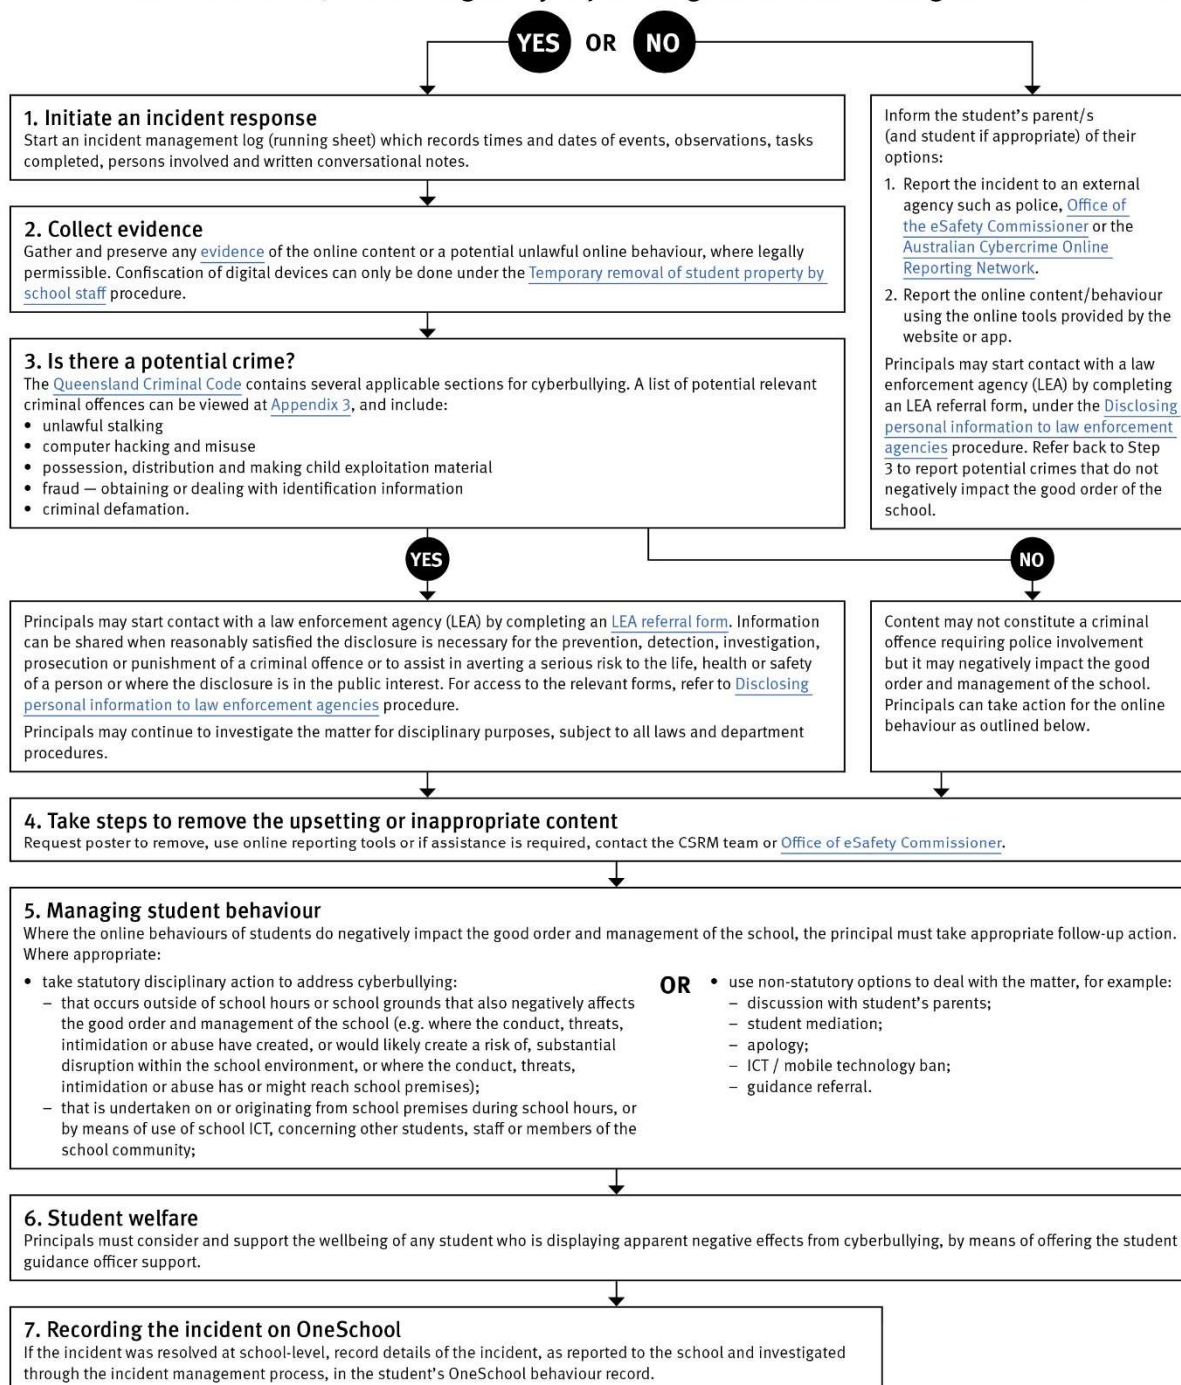 YES OR NO
1. Initiate an incident response
Start an incident management log (running sheet) which records times and dates of events, observations, tasks
completed, persons involved and written conversational notes.
2. Collect evidence
Gather and preserve any evidence of the online content or a potential unlawful online behaviour, where legally
permissible. Confiscation of digital devices can only be done under the Temporary removal of student property by
school staff procedure.
3. Is there a potential crime?
The Queensland Criminal Code contains several applicable sections for cyberbullying. A list of potential relevant
criminal offences can be viewed at Appendix 3, and include:
• unlawful stalking
• computer hacking and misuse
• possession, distribution and making child exploitation material
• fraud — obtaining or dealing with identification information
• criminal defamation.
Inform the student's parent/s
(and student if appropriate) of their
options:
1. Report the incident to an external
agency such as police, Office of
the eSafety Commissioner or the
Australian Cybercrime Online
Reporting Network.
2. Report the online content/behaviour
using the online tools provided by the
website or app.
Principals may start contact with a law
enforcement agency (LEA) by completing
an LEA referral form, under the Disclosing
personal information to law enforcement
agencies procedure. Refer back to Step
3 to report potential crimes that do not
negatively impact the good order of the
school.
YES
NO
Principals may start contact with a law enforcement agency (LEA) by completing an LEA referral form. Information
can be shared when reasonably satisfied the disclosure is necessary for the prevention, detection, investigation,
prosecution or punishment of a criminal offence or to assist in averting a serious risk to the life, health or safety
of a person or where the disclosure is in the public interest. For access to the relevant forms, refer to Disclosing
personal information to law enforcement agencies procedure.
Principals may continue to investigate the matter for disciplinary purposes, subject to all laws and department
procedures.
Content may not constitute a criminal
offence requiring police involvement
but it may negatively impact the good
order and management of the school.
Principals can take action for the online
behaviour as outlined below.
4. Take steps to remove the upsetting or inappropriate content
Request poster to remove, use online reporting tools or if assistance is required, contact the CSRM team or Office of eSafety Commissioner.
5. Managing student behaviour
Where the online behaviours of students do negatively impact the good order and management of the school, the principal must take appropriate follow-up action.
Where appropriate:
• take statutory disciplinary action to address cyberbullying:
– that occurs outside of school hours or school grounds that also negatively affects
the good order and management of the school (e.g. where the conduct, threats,
intimidation or abuse have created, or would likely create a risk of, substantial
disruption within the school environment, or where the conduct, threats,
intimidation or abuse has or might reach school premises);
– that is undertaken on or originating from school premises during school hours, or
by means of use of school ICT, concerning other students, staff or members of the
school community;
OR
• use non-statutory options to deal with the matter, for example:
– discussion with student's parents;
– student mediation;
– apology;
– ICT / mobile technology ban;
– guidance referral.
6. Student welfare
Principals must consider and support the wellbeing of any student who is displaying apparent negative effects from cyberbullying, by means of offering the student
guidance officer support.
7. Recording the incident on OneSchool
If the incident was resolved at school-level, record details of the incident, as reported to the school and investigated
through the incident management process, in the student's OneSchool behaviour record.